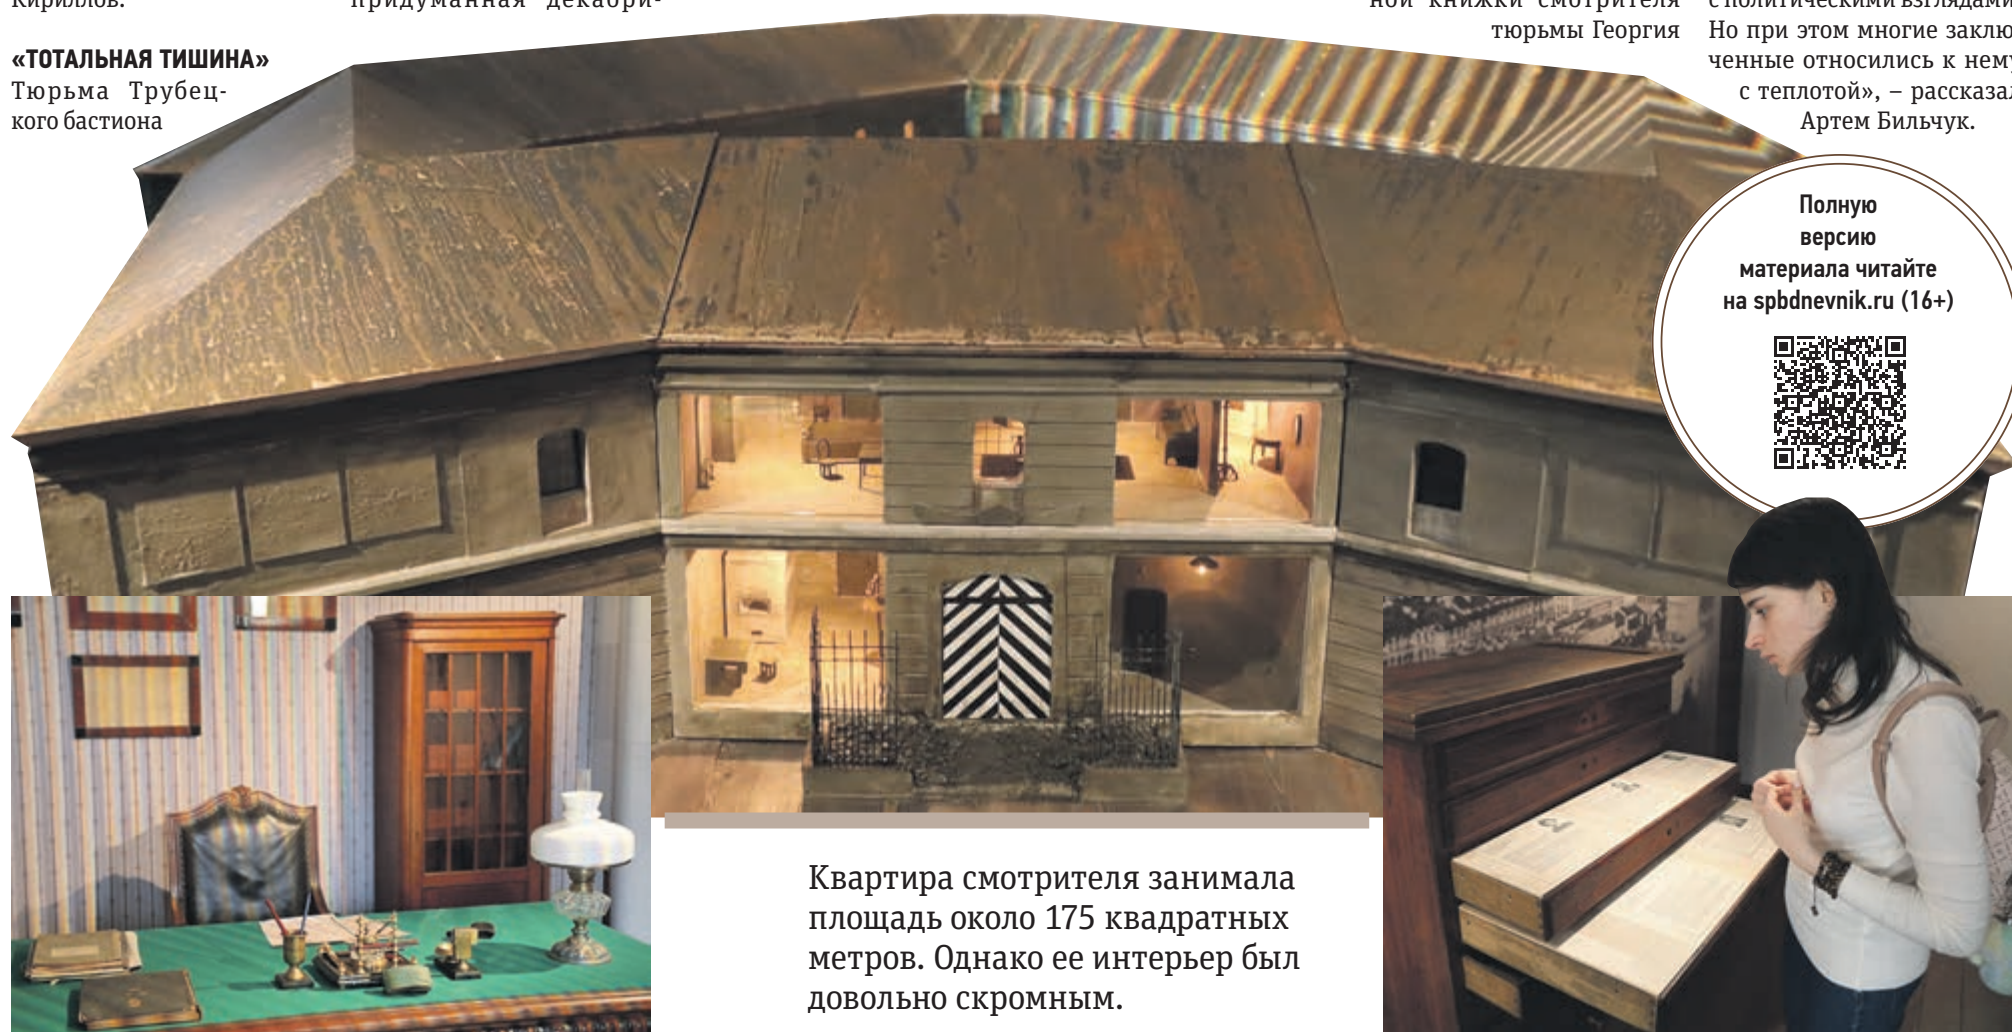 Кириллов.
«ТОТАЛЬНАЯ ТИШИНА»
Тюрьма Трубец-
кого бастиона
придуманная декабри-
ной книжки смотрителя
тюрьмы Георгия
с политическими взглядами.
Но при этом многие заклю-
ченные относились к нему
с теплотой», – рассказал
Артем Бильчук.
Полную
версию
материала читайте
на spbdnevnik.ru (16+)
Квартира смотрителя занимала
площадь около 175 квадратных
метров. Однако ее интерьер был
довольно скромным.